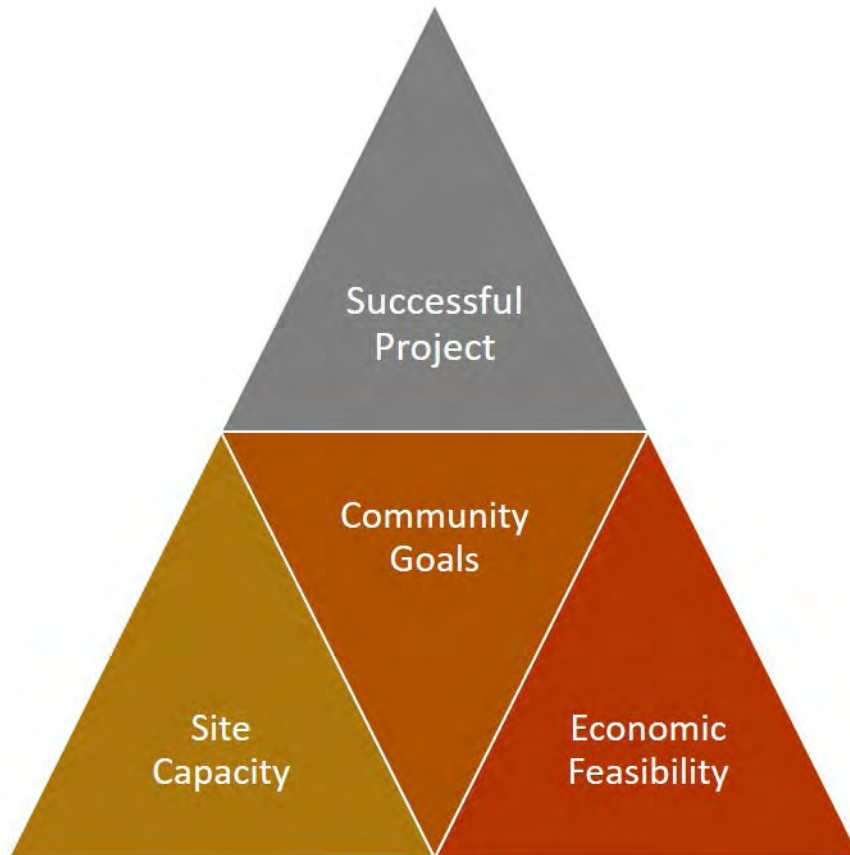 Successful
Project
Community
Goals
Site
Capacity
Economic
Feasibility